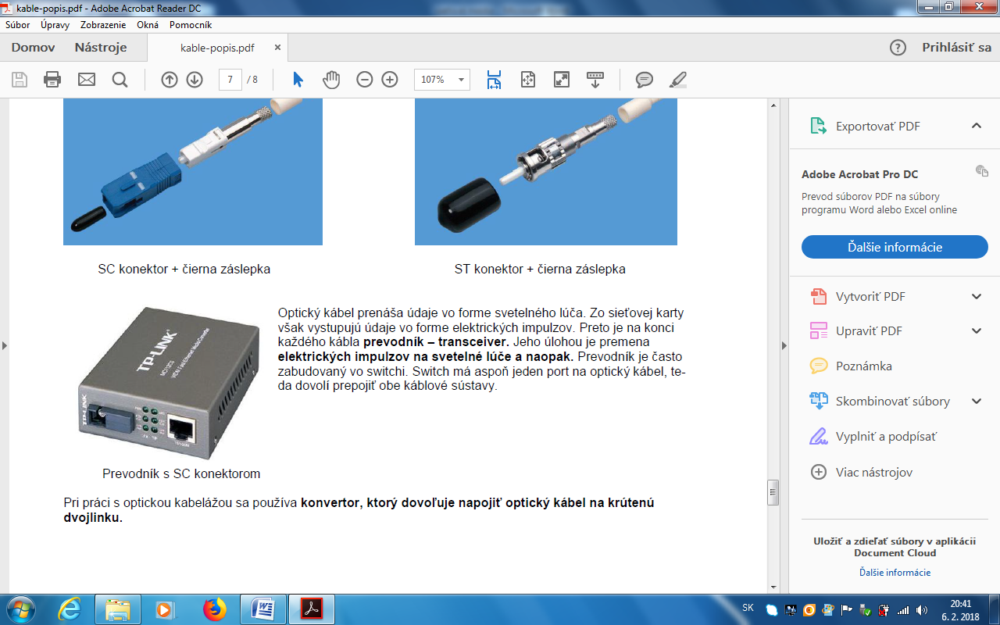 kable-popis.pdf - Adobe Acrobat Reader DC
Súbor Úpravy Zobrazenie Okná Pomocník
Domov Nástroje kable-popis.pdf × Prihlásiť sa
7 / 8 107%
SC konektor + čierna záslepka
ST konektor + čierna záslepka
TP-LINK
TP-LINK
Optický kábel prenáša údaje vo forme svetelného lúča. Zo sieťovej karty
však vystupujú údaje vo forme elektrických impulzov. Preto je na konci
každého kábla prevodník – transceiver. Jeho úlohou je premena
elektrických impulzov na svetelné lúče a naopak. Prevodník je často
zabudovaný vo switchi. Switch má aspoň jeden port na optický kábel, te-
da dovolí prepojiť obe káblové sústavy.
Prevodník s SC konektorom
Pri práci s optickou kabelážou sa používa konvertor, ktorý dovoľuje napojiť optický kábel na krútenú
dvojlinku.
Exportovať PDF
Adobe Acrobat Pro DC
Prevod súborov PDF na súbory
programu Word alebo Excel online
Ďalšie informácie
Vytvoriť PDF
Upraviť PDF
Poznámka
Skombinovať súbory
Vyplniť a podpísať
Viac nástrojov
Uložiť a zdieľať súbory v aplikácii
Document Cloud
Ďalšie informácie
SK
20:41
6. 2. 2018